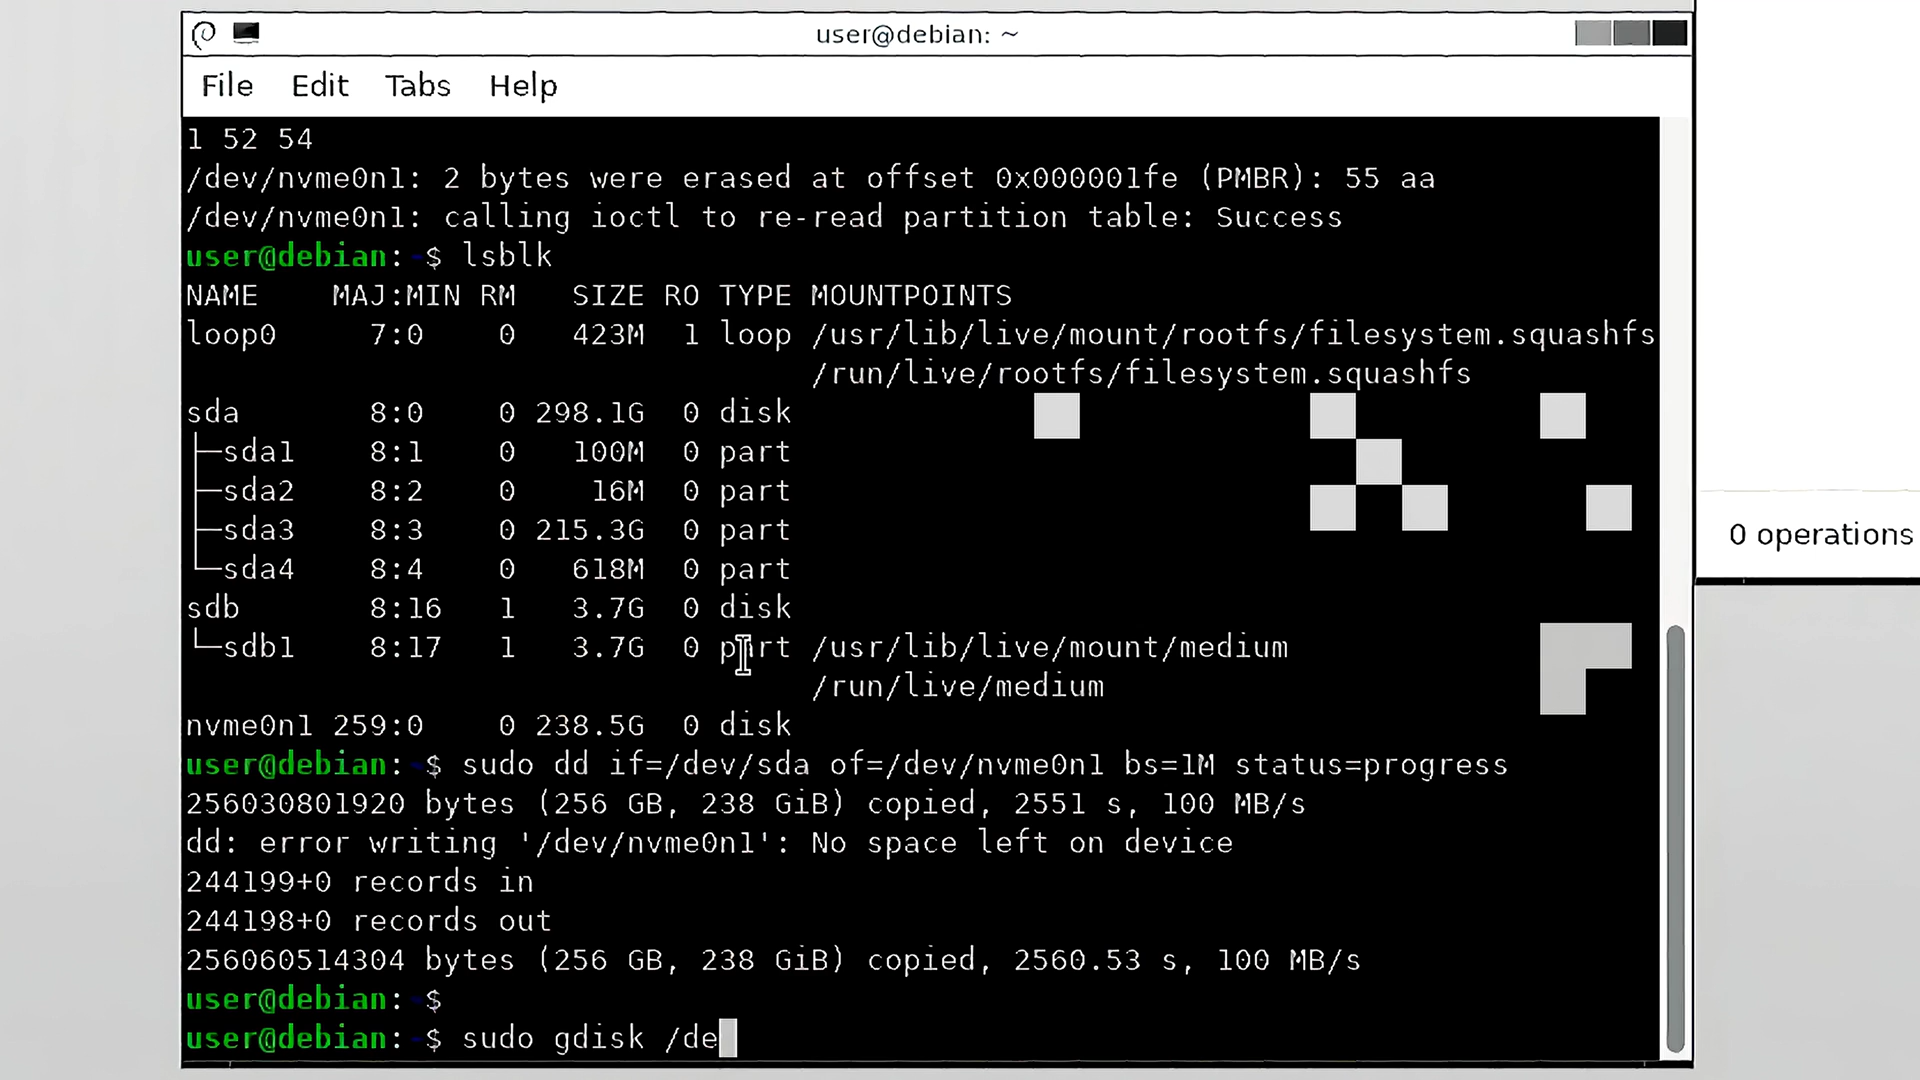 user@debian: ~
File Edit Tabs Help
1 52 54
/dev/nvme0n1: 2 bytes were erased at offset 0x000001fe (PMBR): 55 aa
/dev/nvme0n1: calling ioctl to re-read partition table: Success
user@debian:~$ lsblk
NAME MAJ:MIN RM SIZE RO TYPE MOUNTPOINTS
loop0 7:0 0 423M 1 loop /usr/lib/live/mount/rootfs/filesystem.squashfs
/run/live/rootfs/filesystem.squashfs
sda 8:0 0 298.1G 0 disk
├─sda1 8:1 0 100M 0 part
├─sda2 8:2 0 16M 0 part
├─sda3 8:3 0 215.3G 0 part
└─sda4 8:4 0 618M 0 part
sdb 8:16 1 3.7G 0 disk
└─sdb1 8:17 1 3.7G 0 part /usr/lib/live/mount/medium
/run/live/medium
nvme0n1 259:0 0 238.5G 0 disk
user@debian:~$ sudo dd if=/dev/sda of=/dev/nvme0n1 bs=1M status=progress
256030801920 bytes (256 GB, 238 GiB) copied, 2551 s, 100 MB/s
dd: error writing '/dev/nvme0n1': No space left on device
244199+0 records in
244198+0 records out
256060514304 bytes (256 GB, 238 GiB) copied, 2560.53 s, 100 MB/s
user@debian:~$
user@debian:~$ sudo gdisk /de
0 operations